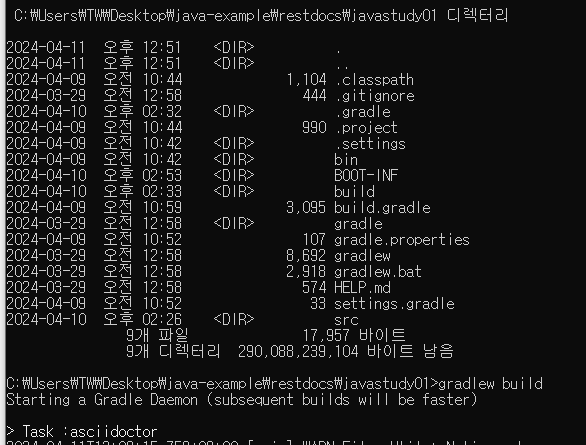 C:₩Users₩TW₩Desktop₩java-example₩restdocs₩javastudy01 디렉터리
2024-04-11  오후 12:51    <DIR>          .
2024-04-11  오후 12:51    <DIR>          ..
2024-04-09  오전 10:44             1,104 .classpath
2024-03-29  오전 12:58               444 .gitignore
2024-04-10  오후 02:32    <DIR>          .gradle
2024-04-09  오전 10:44               990 .project
2024-04-09  오전 10:42    <DIR>          .settings
2024-04-09  오전 10:42    <DIR>          bin
2024-04-10  오후 02:53    <DIR>          BOOT-INF
2024-04-10  오후 02:33    <DIR>          build
2024-04-09  오전 10:59             3,095 build.gradle
2024-03-29  오전 12:58    <DIR>          gradle
2024-04-09  오전 10:52               107 gradle.properties
2024-03-29  오전 12:58             8,692 gradlew
2024-03-29  오전 12:58             2,918 gradlew.bat
2024-03-29  오전 12:58               574 HELP.md
2024-04-09  오전 10:52                33 settings.gradle
2024-04-10  오후 02:26    <DIR>          src
9개 파일              17,957 바이트
9개 디렉터리  290,088,239,104 바이트 남음
C:₩Users₩TW₩Desktop₩java-example₩restdocs₩javastudy01>gradlew build
Starting a Gradle Daemon (subsequent builds will be faster)
> Task :asciidoctor